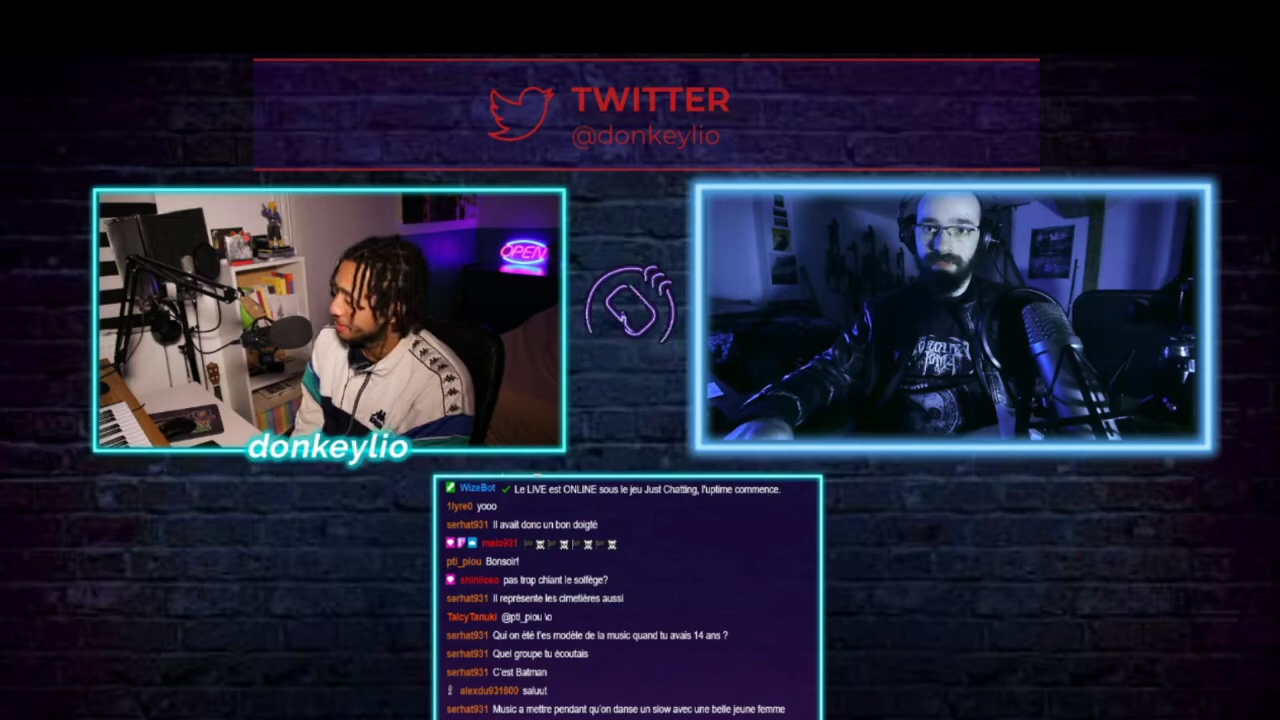 TWITTER
@donkeylio
OPEN
donkeylio
WizeBot Le LIVE est ONLINE sous le jeu Just Chatting, l'uptime commence.
1lyre0 yooo
serhat931 Il avait donc un bon doigté
malo931
pti_piou Bonsoir!
shiniiceo pas trop chiant le solfège?
serhat931 Il représente les cimetières aussi
TalcyTanuki @pti_piou \o
serhat931 Qui on été t'es modèle de la music quand tu avais 14 ans ?
serhat931 Quel groupe tu écoutais
serhat931 C'est Batman
alexdu931600 saluut
serhat931 Music a mettre pendant qu'on danse un slow avec une belle jeune femme